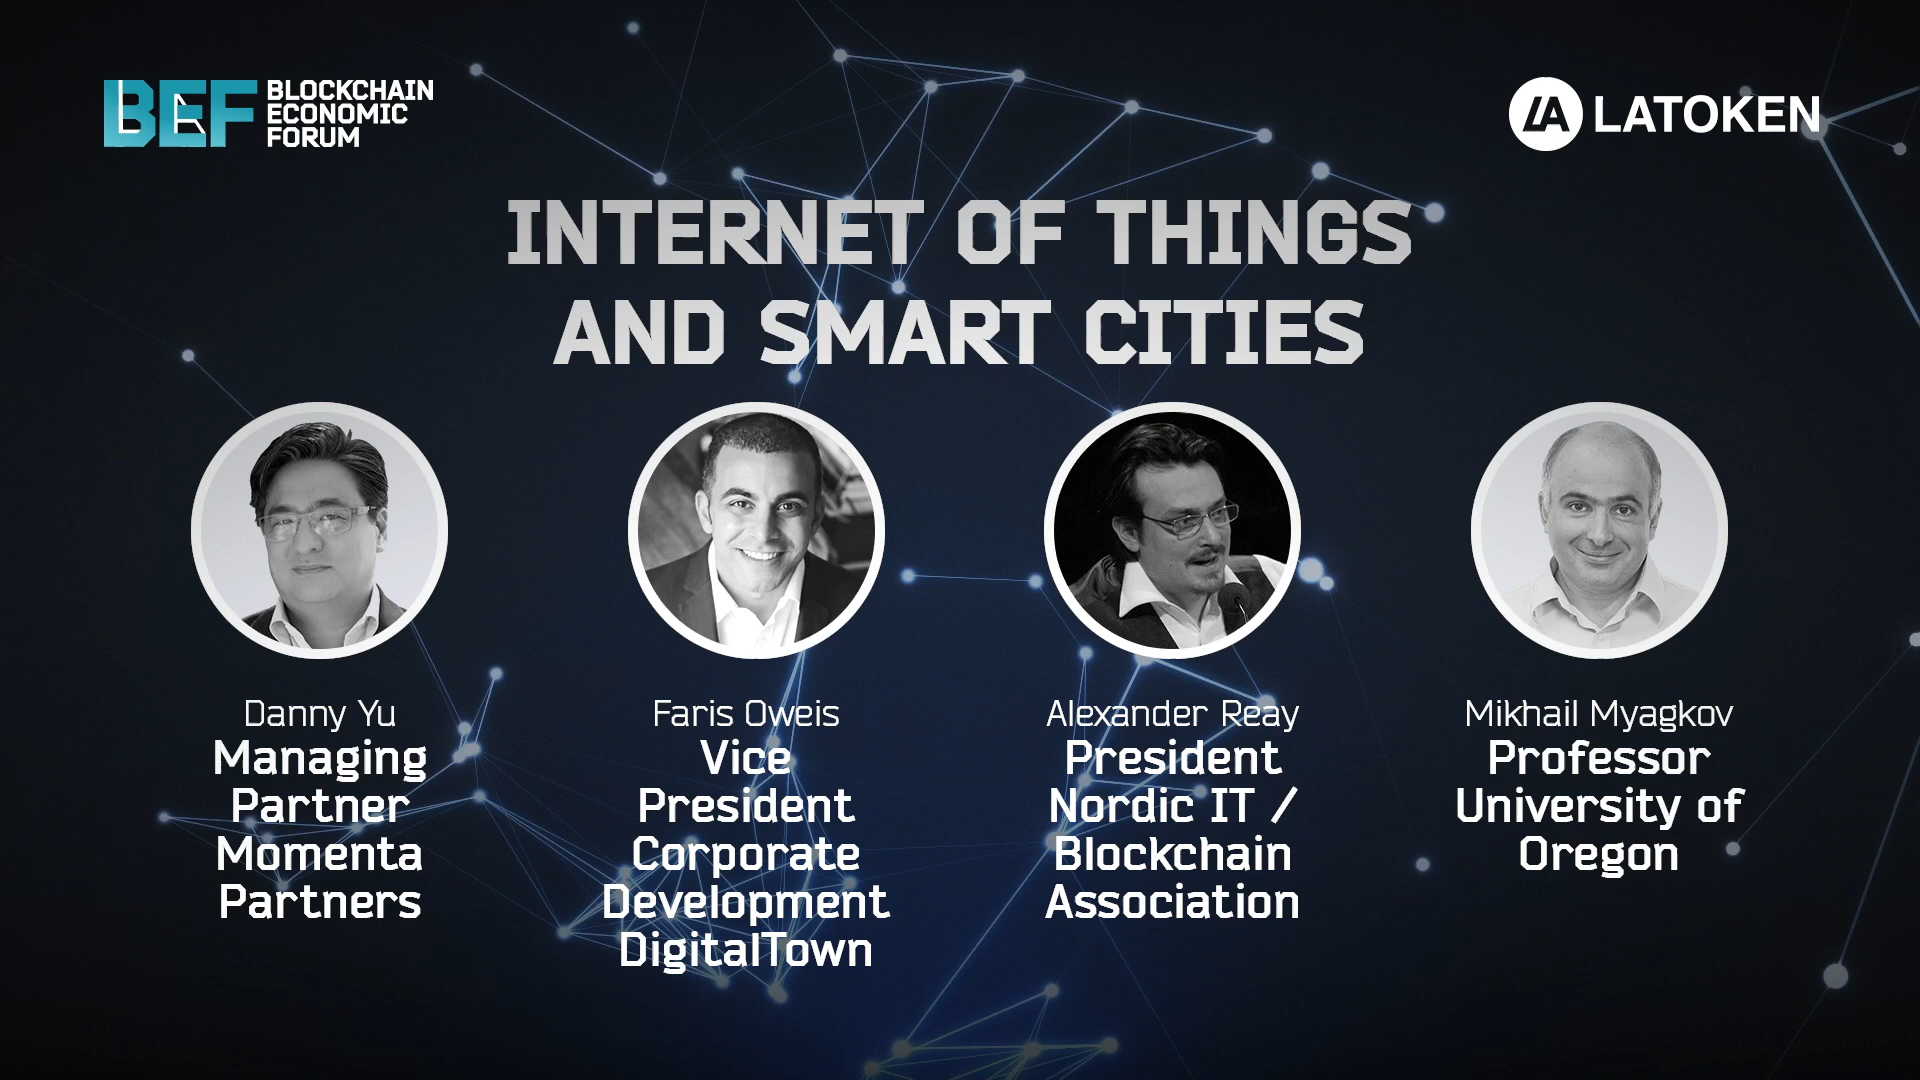 BEF BLOCKCHAIN
ECONOMIC
FORUM
LA LATOKEN
INTERNET OF THINGS
AND SMART CITIES
Danny Yu
Managing
Partner
Momenta
Partners
Faris Oweis
Vice
President
Corporate
Development
DigitalTown
Alexander Reay
President
Nordic IT /
Blockchain
Association
Mikhail Myagkov
Professor
University of
Oregon